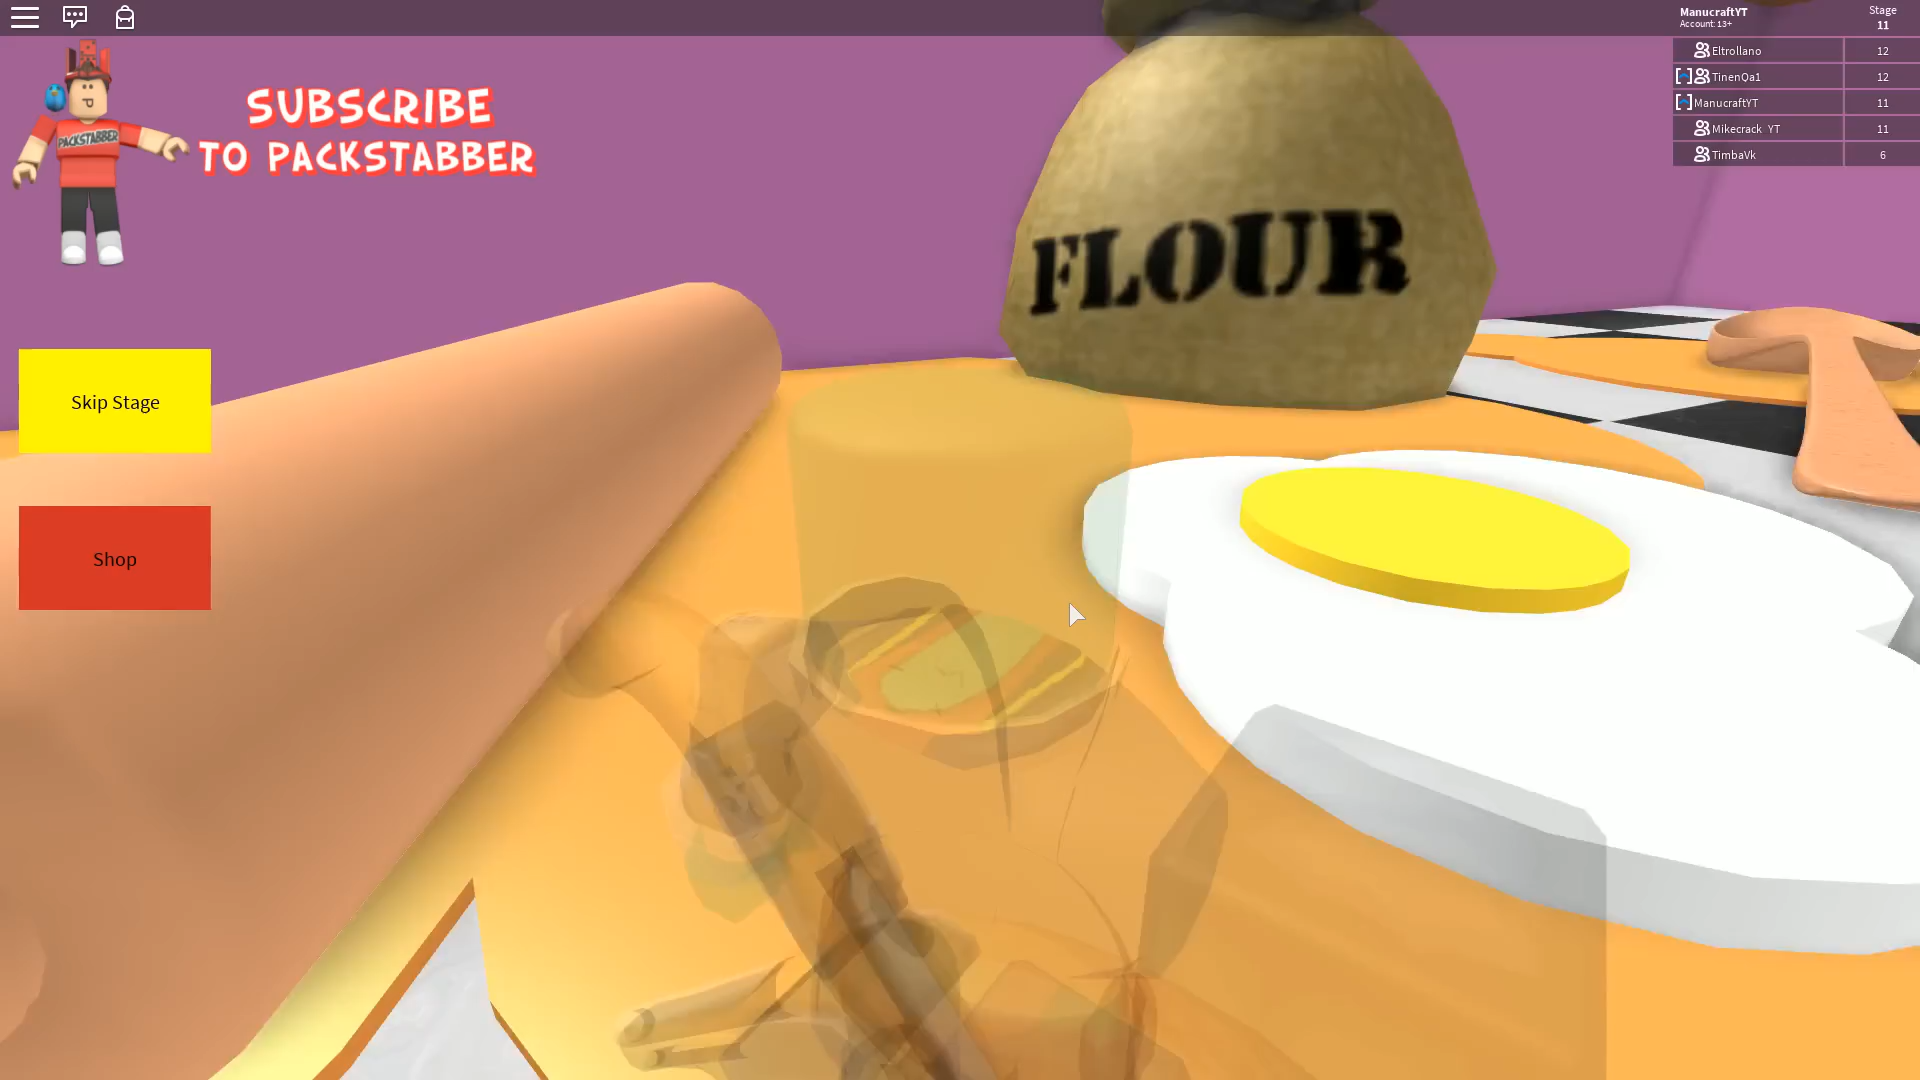 ManucraftYT
Account: 13+
Stage
11
Eltrollano 12
TinenQa1 12
ManucraftYT 11
Mikecrack YT 11
TimbaVk 6
SUBSCRIBE
TO PACKSTABBER
PACKSTABBER
FLOUR
Skip Stage
Shop